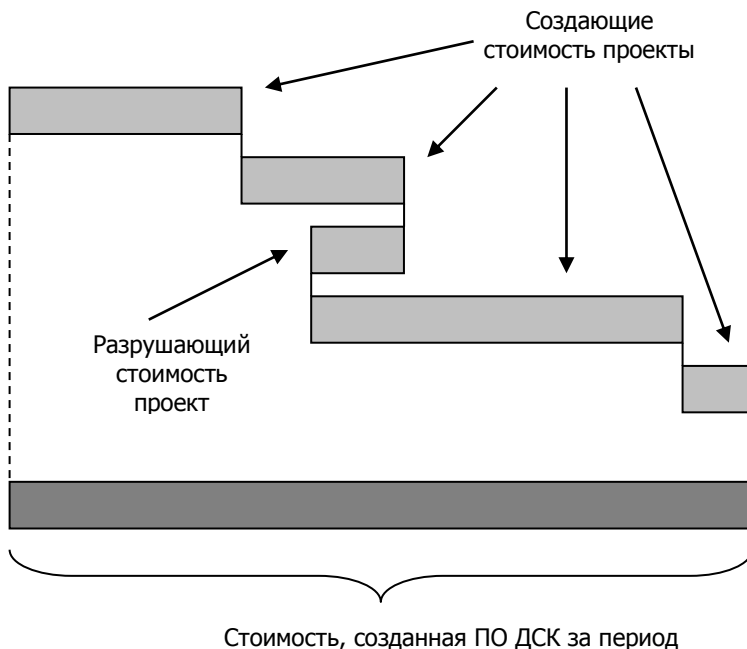 Создающие
стоимость проекты
Разрушающий
стоимость
проект
Стоимость, созданная ПО ДСК за период